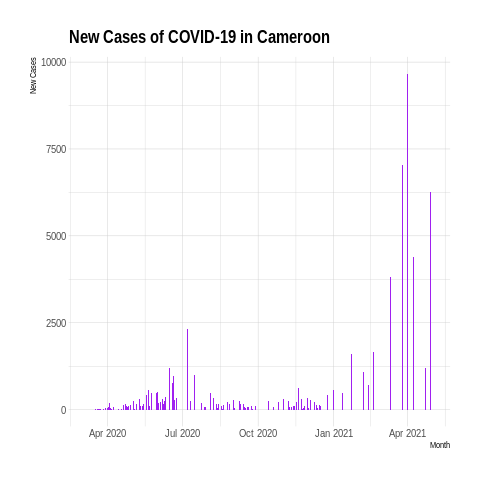 New Cases of COVID-19 in Cameroon
New Cases
10000
7500
5000
2500
0
Apr 2020 Jul 2020 Oct 2020 Jan 2021 Apr 2021
Month